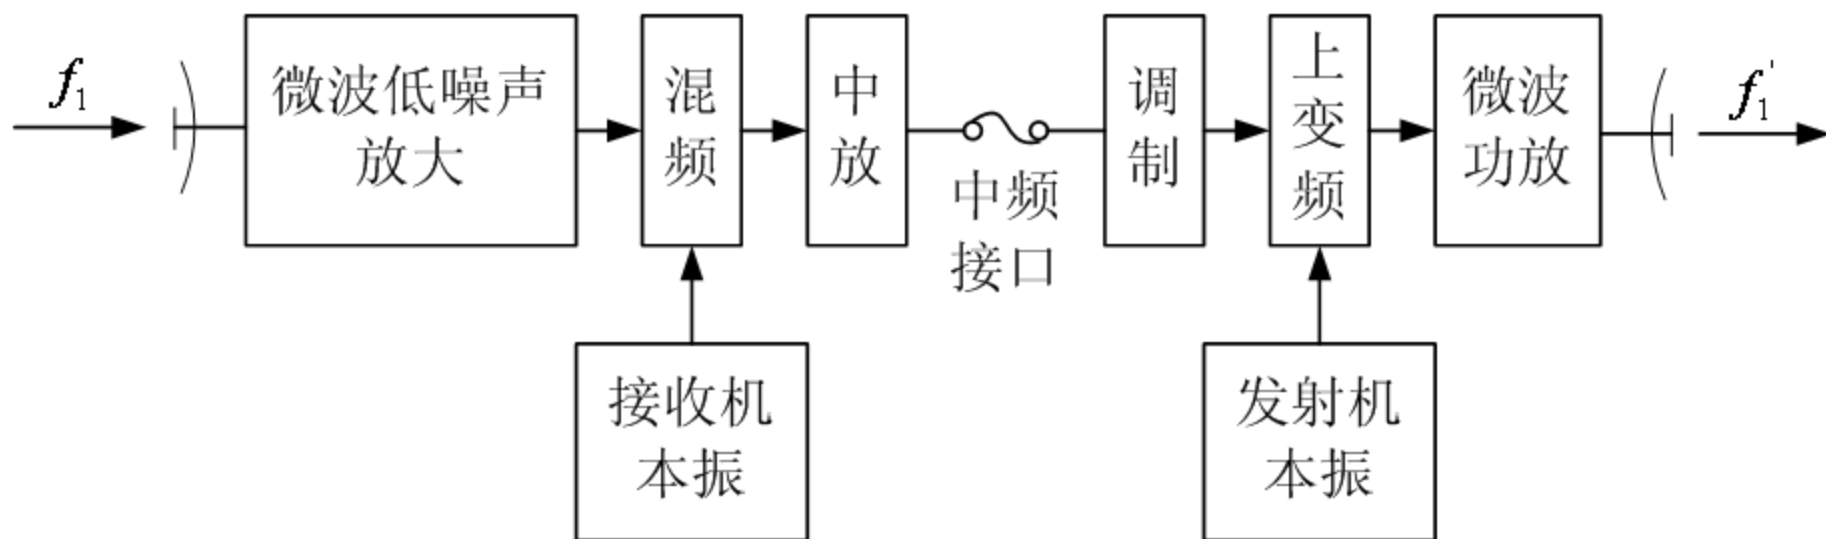 f₁
微波低噪声
放大
混
频
中
放
中频
接口
调
制
上
变
频
微波
功放
f₁'
接收机
本振
发射机
本振